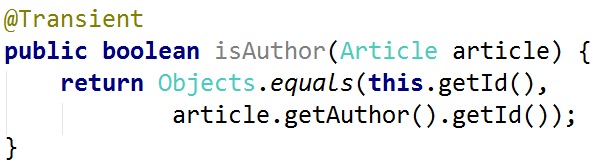 @Transient
public boolean isAuthor(Article article) {
    return Objects.equals(this.getId(),
            article.getAuthor().getId());
}